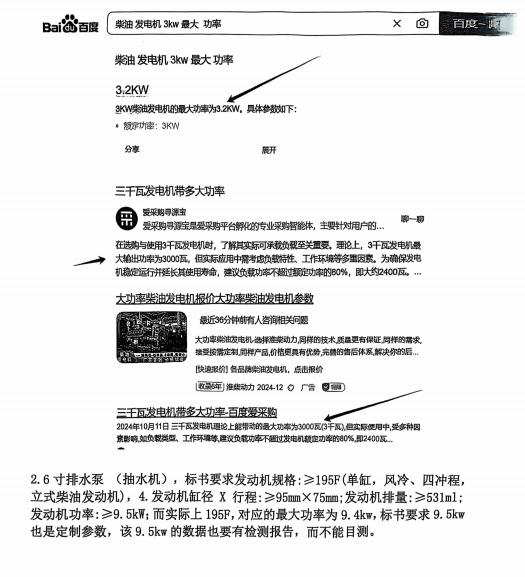 Bai du 百度
柴油 发电机 3kw 最大 功率
百度一
柴油 发电机 3kw 最大 功率
3.2KW
3KW柴油发电机的最大功率为3.2KW。具体参数如下:
• 额定功率: 3KW
分享 展开
三千瓦发电机带多大功率
爱采购寻源宝
爱采购寻源宝是爱采购平台孵化的专业采购智能体, 主要针对用户的...
聊一聊
在选购与使用3千瓦发电机时, 了解其实际可承载负载至关重要。理论上, 3千瓦发电机最
大输出功率为3000瓦, 但实际应用中需考虑负载特性、工作环境等多重因素。为确保发电
机稳定运行并延长其使用寿命, 建议负载功率不超过额定功率的80%, 即大约2400瓦。...
大功率柴油发电机报价大功率柴油发电机参数
最近36分钟前有人咨询相关问题
大功率柴油发电机-选择淮柴动力,同样的技术,质量更有保证,同样的需求,
接受按需定制,同样产品,价格更具有优势,完善的售后体系,解决你的后...
[快速报价] 各品牌柴油发电机, 点击报价
收录6年 淮柴动力 2024-12 广告 保障
三千瓦发电机带多大功率-百度爱采购
2024年10月11日 三千瓦发电机理论上能带动的最大功率为3000瓦(3千瓦),但实际使用中,受多种因
素影响,如负载类型、工作环境等,建议负载功率不超过发电机额定功率的80%,即2400瓦...
2.6寸排水泵 (抽水机), 标书要求发动机规格:≥195F(单缸, 风冷、四冲程,
立式柴油发动机), 4.发动机缸径 X 行程:≥95mm×75mm;发动机排量:≥531ml;
发动机功率:≥9.5kW; 而实际上 195F, 对应的最大功率为 9.4kw, 标书要求 9.5kw
也是定制参数, 该 9.5kw 的数据也要有检测报告, 而不能目测。